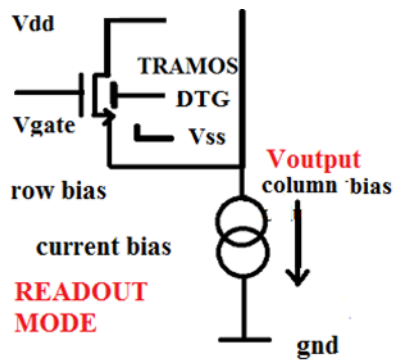 Vdd
TRAMOS
DTG
Vgate
Vss
Voutput
column bias
row bias
current bias
READOUT
MODE
gnd